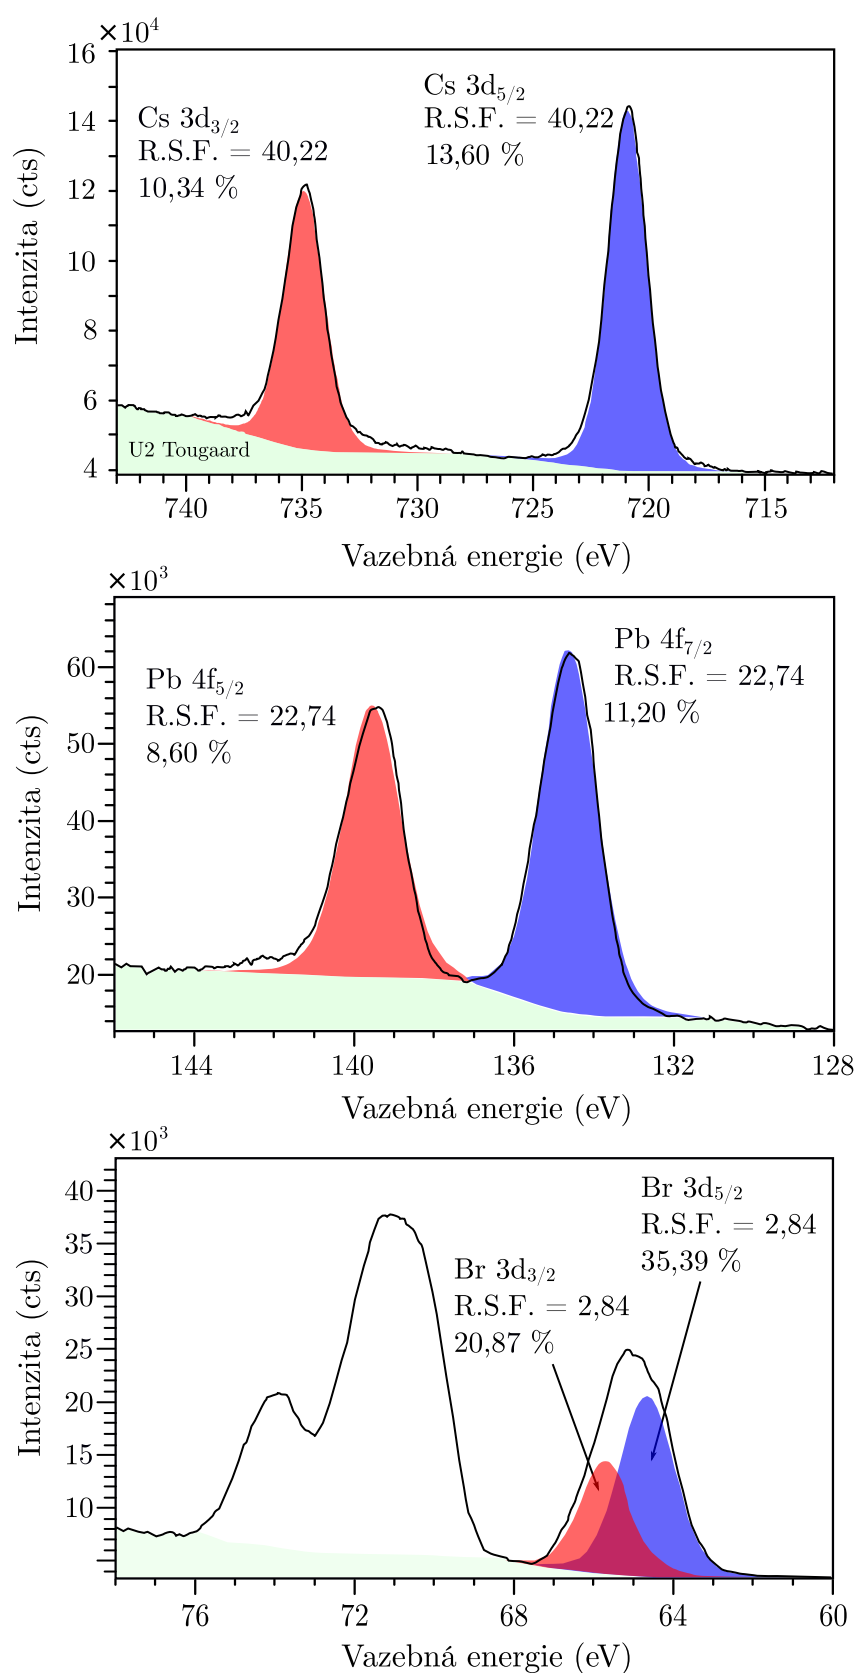 ×10⁴
16
14
12
10
8
6
4
Intenzita (cts)
Cs 3d3/2
R.S.F. = 40,22
10,34 %
Cs 3d5/2
R.S.F. = 40,22
13,60 %
U2 Tougaard
740 735 730 725 720 715
Vazebná energie (eV)
×10³
60
50
40
30
20
Intenzita (cts)
Pb 4f5/2
R.S.F. = 22,74
8,60 %
Pb 4f7/2
R.S.F. = 22,74
11,20 %
144 140 136 132 128
Vazebná energie (eV)
×10³
40
35
30
25
20
15
10
Intenzita (cts)
Br 3d5/2
R.S.F. = 2,84
35,39 %
Br 3d3/2
R.S.F. = 2,84
20,87 %
76 72 68 64 60
Vazebná energie (eV)